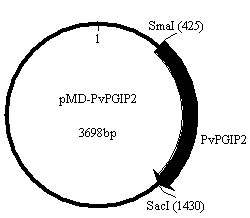 SmaI (425)
1
pMD-PvPGIP2
3698bp
PvPGIP2
SacI (1430)